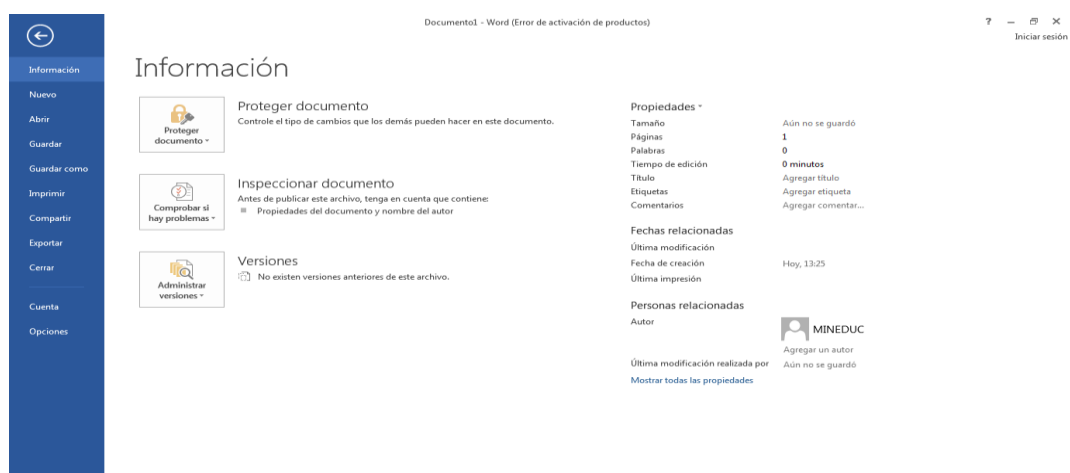 Documento1 - Word (Error de activación de productos)
?
Iniciar sesión
Información
Nuevo
Abrir
Guardar
Guardar como
Imprimir
Compartir
Exportar
Cerrar
Cuenta
Opciones
Información
Proteger documento
Proteger documento
Controle el tipo de cambios que los demás pueden hacer en este documento.
Comprobar si hay problemas
Inspeccionar documento
Antes de publicar este archivo, tenga en cuenta que contiene:
Propiedades del documento y nombre del autor
Administrar versiones
Versiones
No existen versiones anteriores de este archivo.
Propiedades
Tamaño Aún no se guardó
Páginas 1
Palabras 0
Tiempo de edición 0 minutos
Título Agregar título
Etiquetas Agregar etiqueta
Comentarios Agregar comentar...
Fechas relacionadas
Última modificación
Fecha de creación Hoy, 13:25
Última impresión
Personas relacionadas
Autor MINEDUC
Agregar un autor
Última modificación realizada por Aún no se guardó
Mostrar todas las propiedades